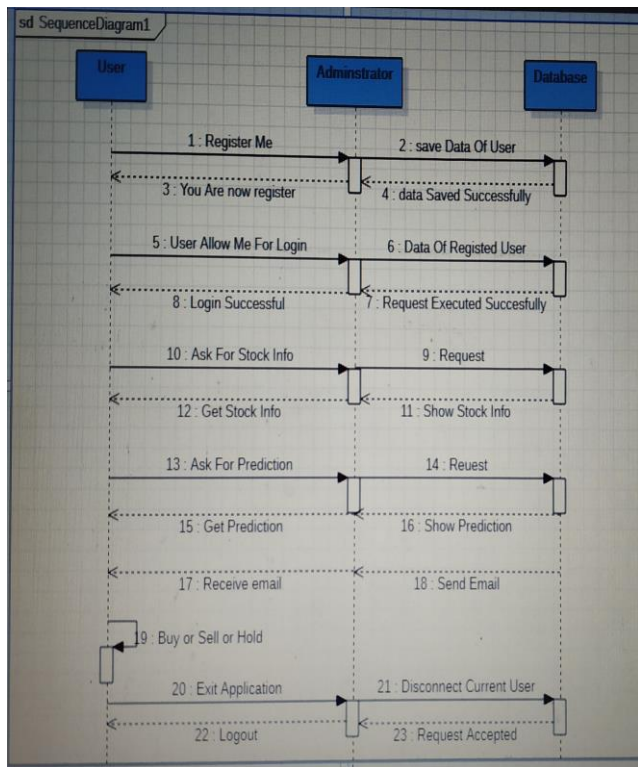 sd SequenceDiagram1
User
Adminstrator
Database
1 : Register Me
2 : save Data Of User
3 : You Are now register
4 : data Saved Successfully
5 : User Allow Me For Login
6 : Data Of Registed User
8 : Login Successful
7 : Request Executed Succesfully
10 : Ask For Stock Info
9 : Request
12 : Get Stock Info
11 : Show Stock Info
13 : Ask For Prediction
14 : Reuest
15 : Get Prediction
16 : Show Prediction
17 : Receive email
18 : Send Email
19 : Buy or Sell or Hold
20 : Exit Application
21 : Disconnect Current User
22 : Logout
23 : Request Accepted